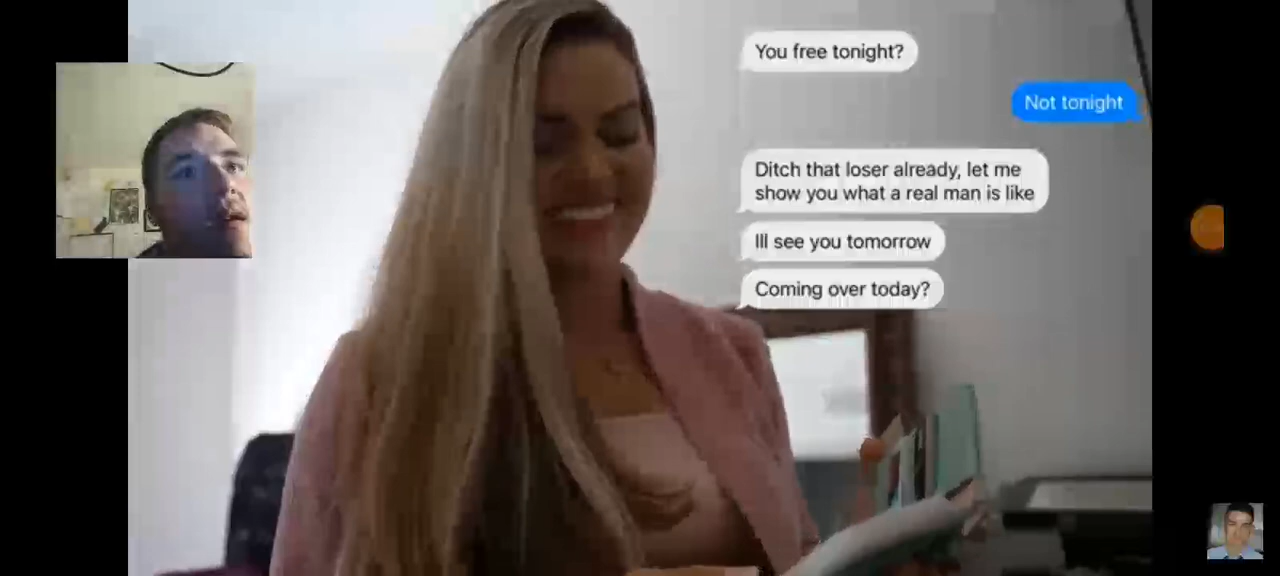 You free tonight?
Not tonight
Ditch that loser already, let me
show you what a real man is like
Ill see you tomorrow
Coming over today?